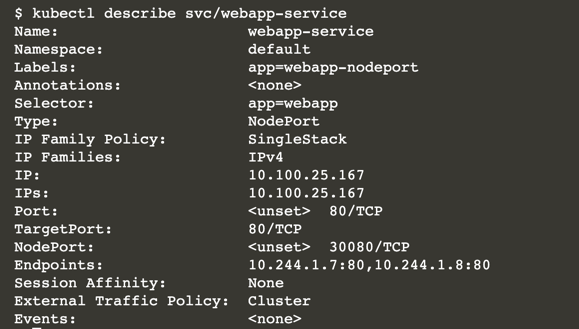 $ kubectl describe svc/webapp-service
Name:                     webapp-service
Namespace:                default
Labels:                   app=webapp-nodeport
Annotations:              <none>
Selector:                 app=webapp
Type:                     NodePort
IP Family Policy:         SingleStack
IP Families:              IPv4
IP:                       10.100.25.167
IPs:                      10.100.25.167
Port:                     <unset>  80/TCP
TargetPort:               80/TCP
NodePort:                 <unset>  30080/TCP
Endpoints:                10.244.1.7:80,10.244.1.8:80
Session Affinity:         None
External Traffic Policy:  Cluster
Events:                   <none>